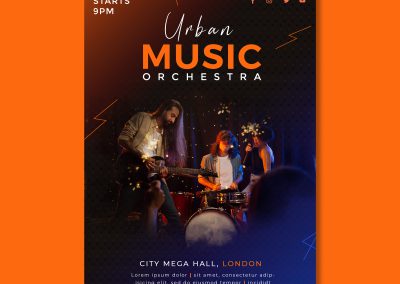 STARTS
9PM
Urban
MUSIC
ORCHESTRA
CITY MEGA HALL, LONDON
Lorem ipsum dolor sit amet, consectetur adip-